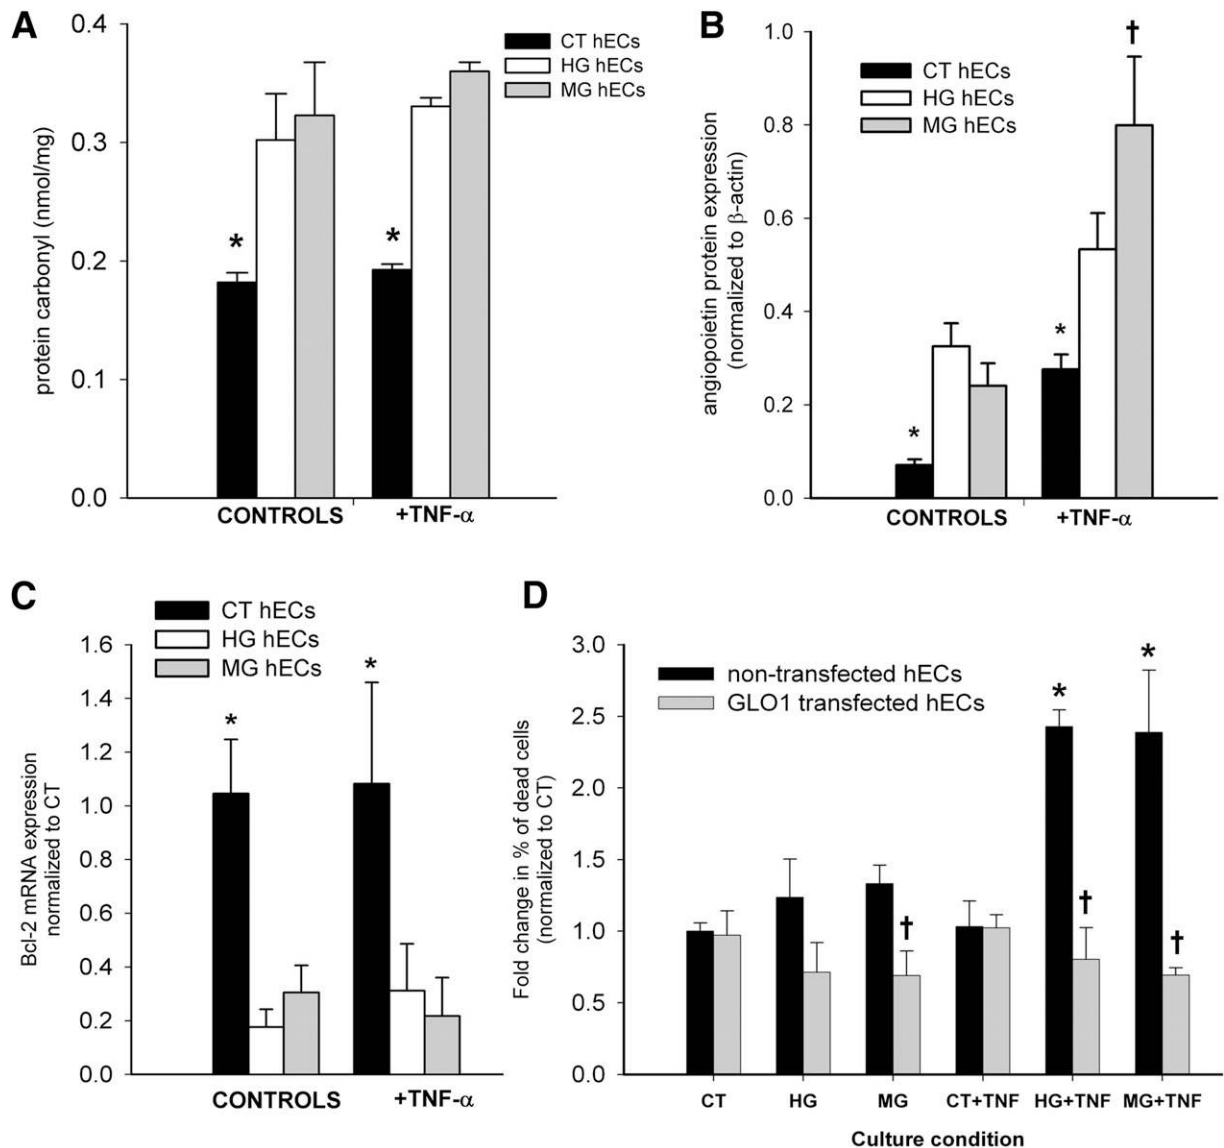 A
protein carbonyl (nmol/mg)
0.4
0.3
0.2
0.1
0.0
CT hECs
HG hECs
MG hECs
*
*
CONTROLS
+TNF-α
B
angiopoietin protein expression
(normalized to β-actin)
1.0
0.8
0.6
0.4
0.2
0.0
CT hECs
HG hECs
MG hECs
*
*
†
CONTROLS
+TNF-α
C
CT hECs
HG hECs
MG hECs
Bcl-2 mRNA expression
normalized to CT
1.6
1.4
1.2
1.0
0.8
0.6
0.4
0.2
0.0
*
*
CONTROLS
+TNF-α
D
Fold change in % of dead cells
(normalized to CT)
3.0
2.5
2.0
1.5
1.0
0.5
0.0
non-transfected hECs
GLO1 transfected hECs
†
*
†
*
†
CT
HG
MG
CT+TNF
HG+TNF
MG+TNF
Culture condition